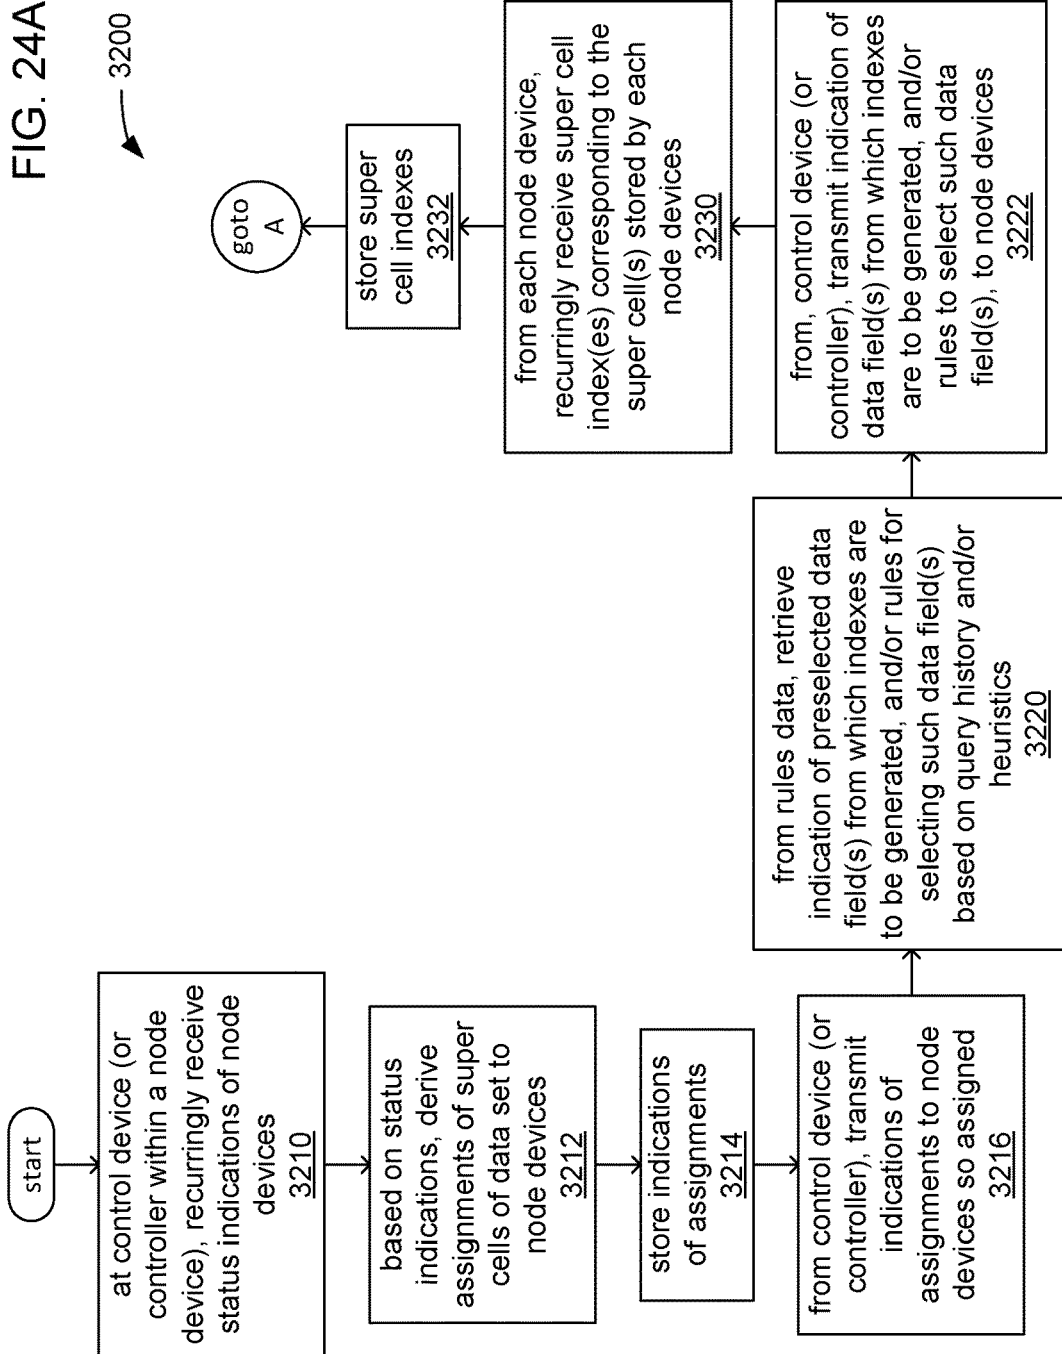 FIG. 24A
3200
start
at control device (or
controller within a node
device), recurringly receive
status indications of node
devices
3210
based on status
indications, derive
assignments of super
cells of data set to
node devices
3212
store indications
of assignments
3214
from control device (or
controller), transmit
indications of
assignments to node
devices so assigned
3216
from rules data, retrieve
indication of preselected data
field(s) from which indexes are
to be generated, and/or rules for
selecting such data field(s)
based on query history and/or
heuristics
3220
from, control device (or
controller), transmit indication of
data field(s) from which indexes
are to be generated, and/or
rules to select such data
field(s), to node devices
3222
from each node device,
recurringly receive super cell
index(es) corresponding to the
super cell(s) stored by each
node devices
3230
store super
cell indexes
3232
goto
A